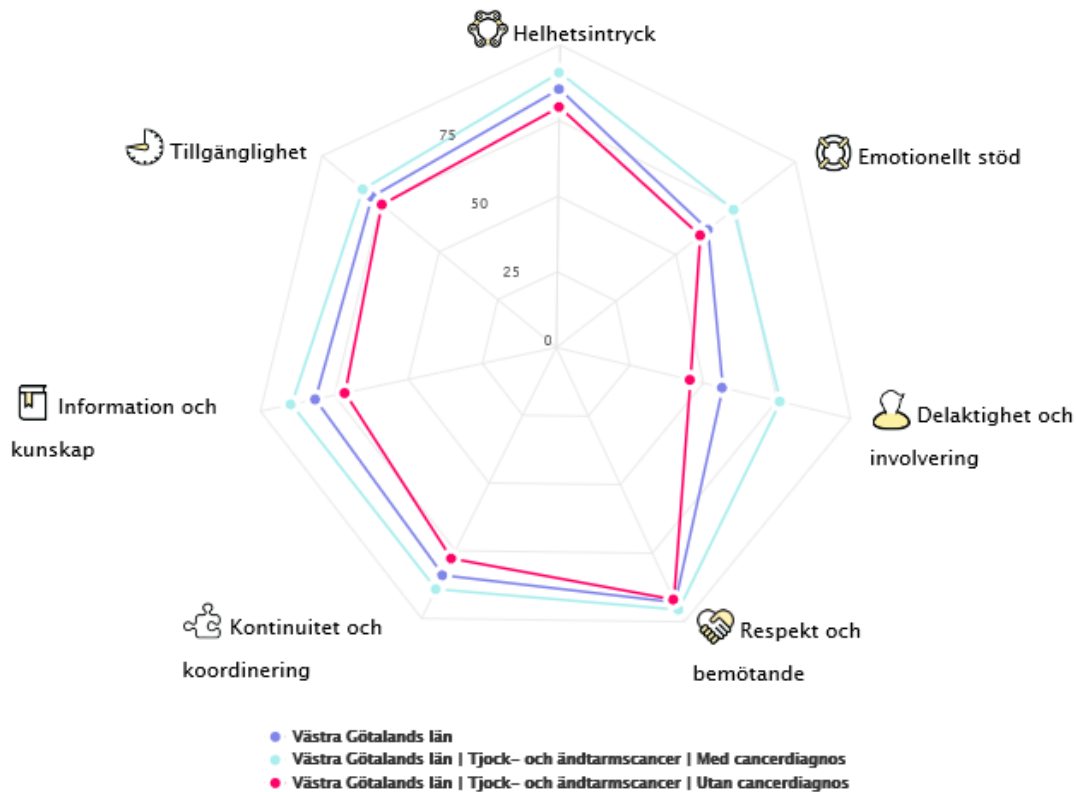 Helhetsintryck
75
Tillgänglighet
Emotionellt stöd
50
25
0
Information och
kunskap
Delaktighet och
involvering
Kontinuitet och
koordinering
Respekt och
bemötande
Västra Götalands län
Västra Götalands län | Tjock- och ändtarmscancer | Med cancerdiagnos
Västra Götalands län | Tjock- och ändtarmscancer | Utan cancerdiagnos